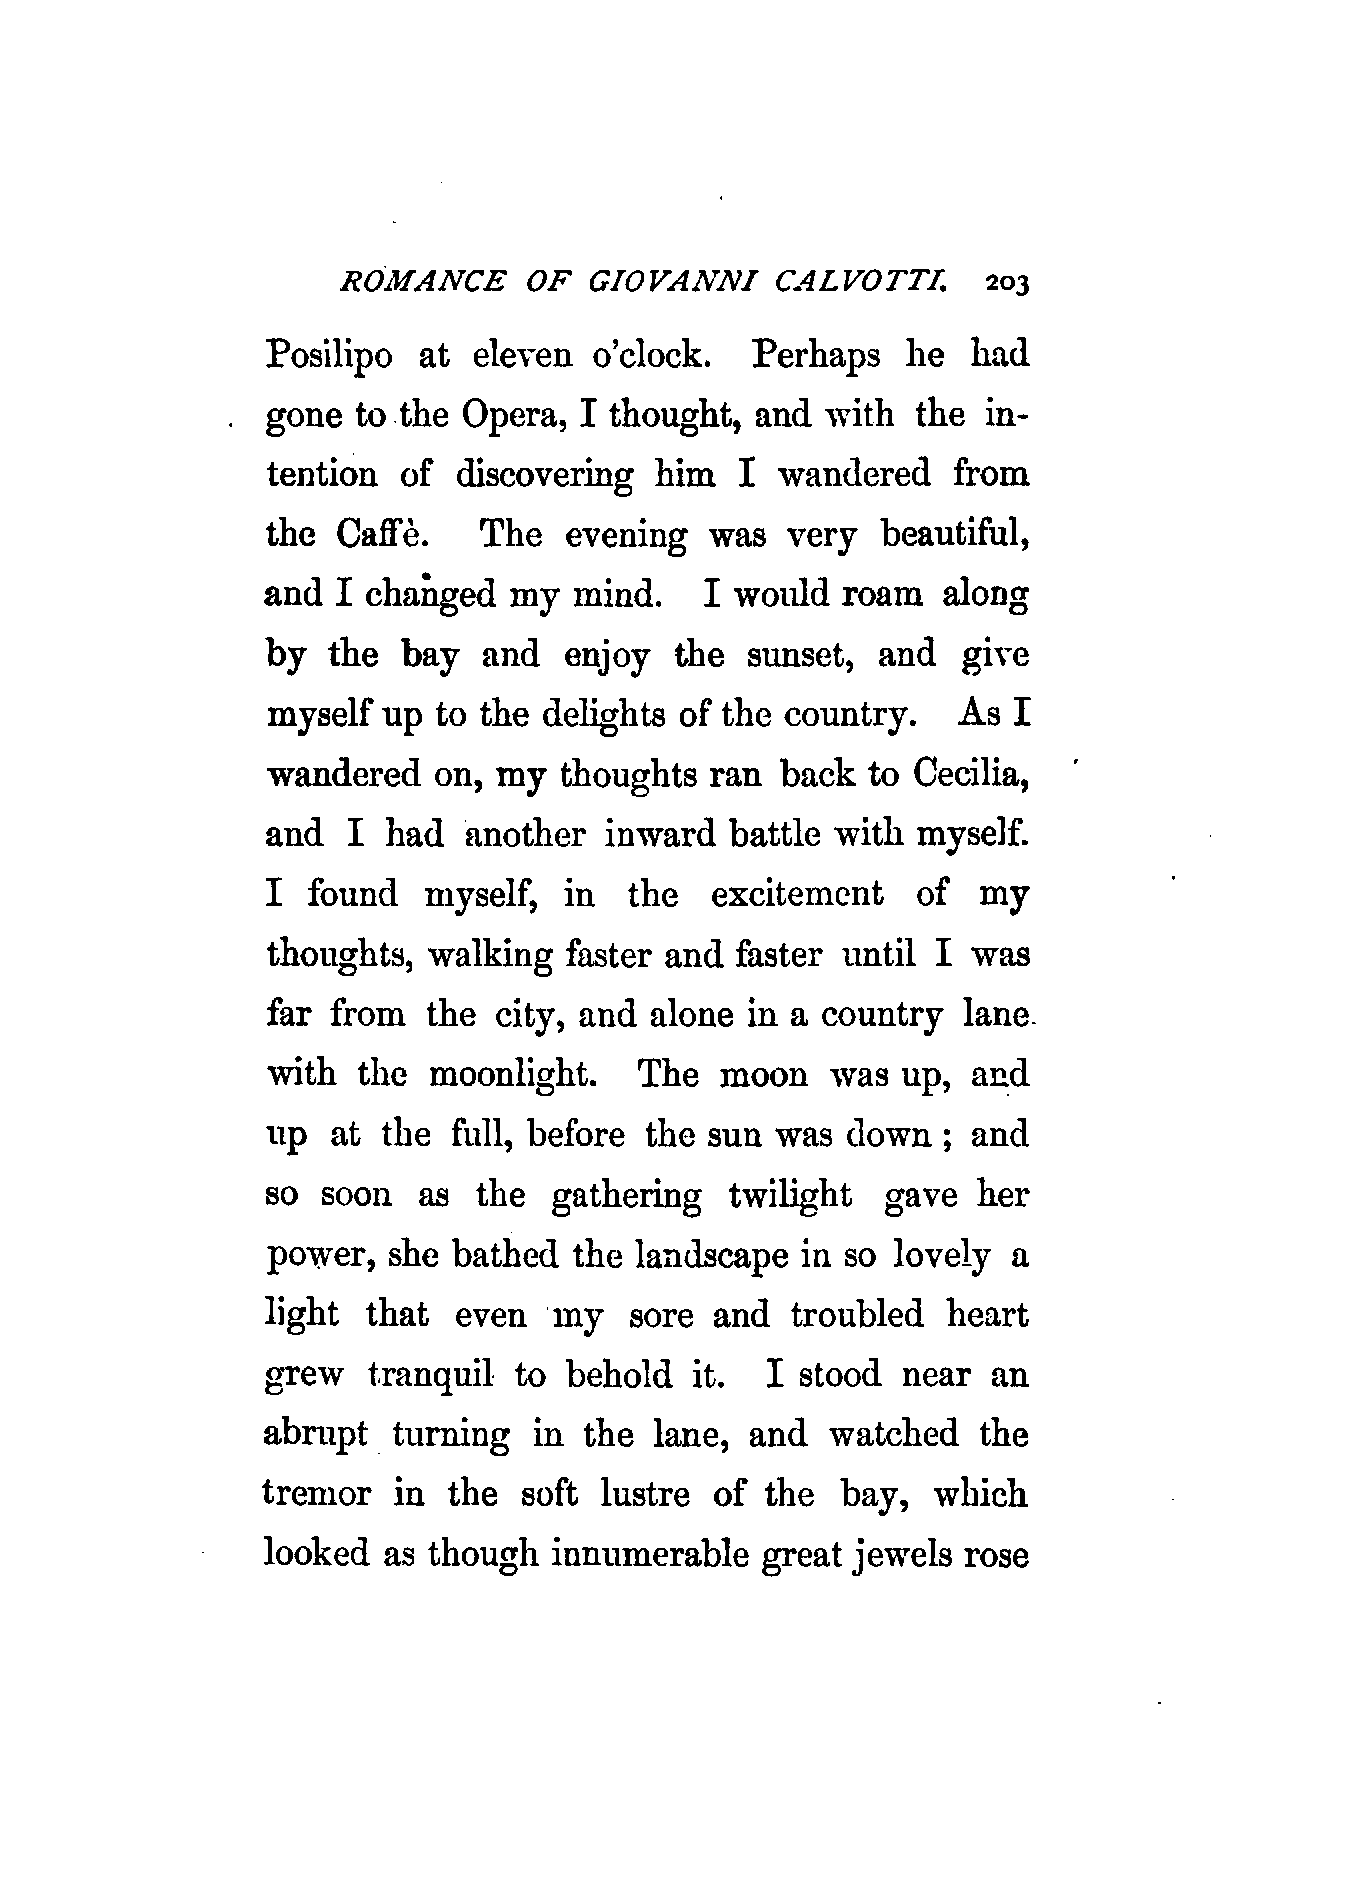 ROMANCE OF GIOVANNI CALVOTTI. 203
Posilipo at eleven o'clock. Perhaps he had
gone to the Opera, I thought, and with the in-
tention of discovering him I wandered from
the Caffè. The evening was very beautiful,
and I changed my mind. I would roam along
by the bay and enjoy the sunset, and give
myself up to the delights of the country. As I
wandered on, my thoughts ran back to Cecilia,
and I had another inward battle with myself.
I found myself, in the excitement of my
thoughts, walking faster and faster until I was
far from the city, and alone in a country lane
with the moonlight. The moon was up, and
up at the full, before the sun was down ; and
so soon as the gathering twilight gave her
power, she bathed the landscape in so lovely a
light that even my sore and troubled heart
grew tranquil to behold it. I stood near an
abrupt turning in the lane, and watched the
tremor in the soft lustre of the bay, which
looked as though innumerable great jewels rose